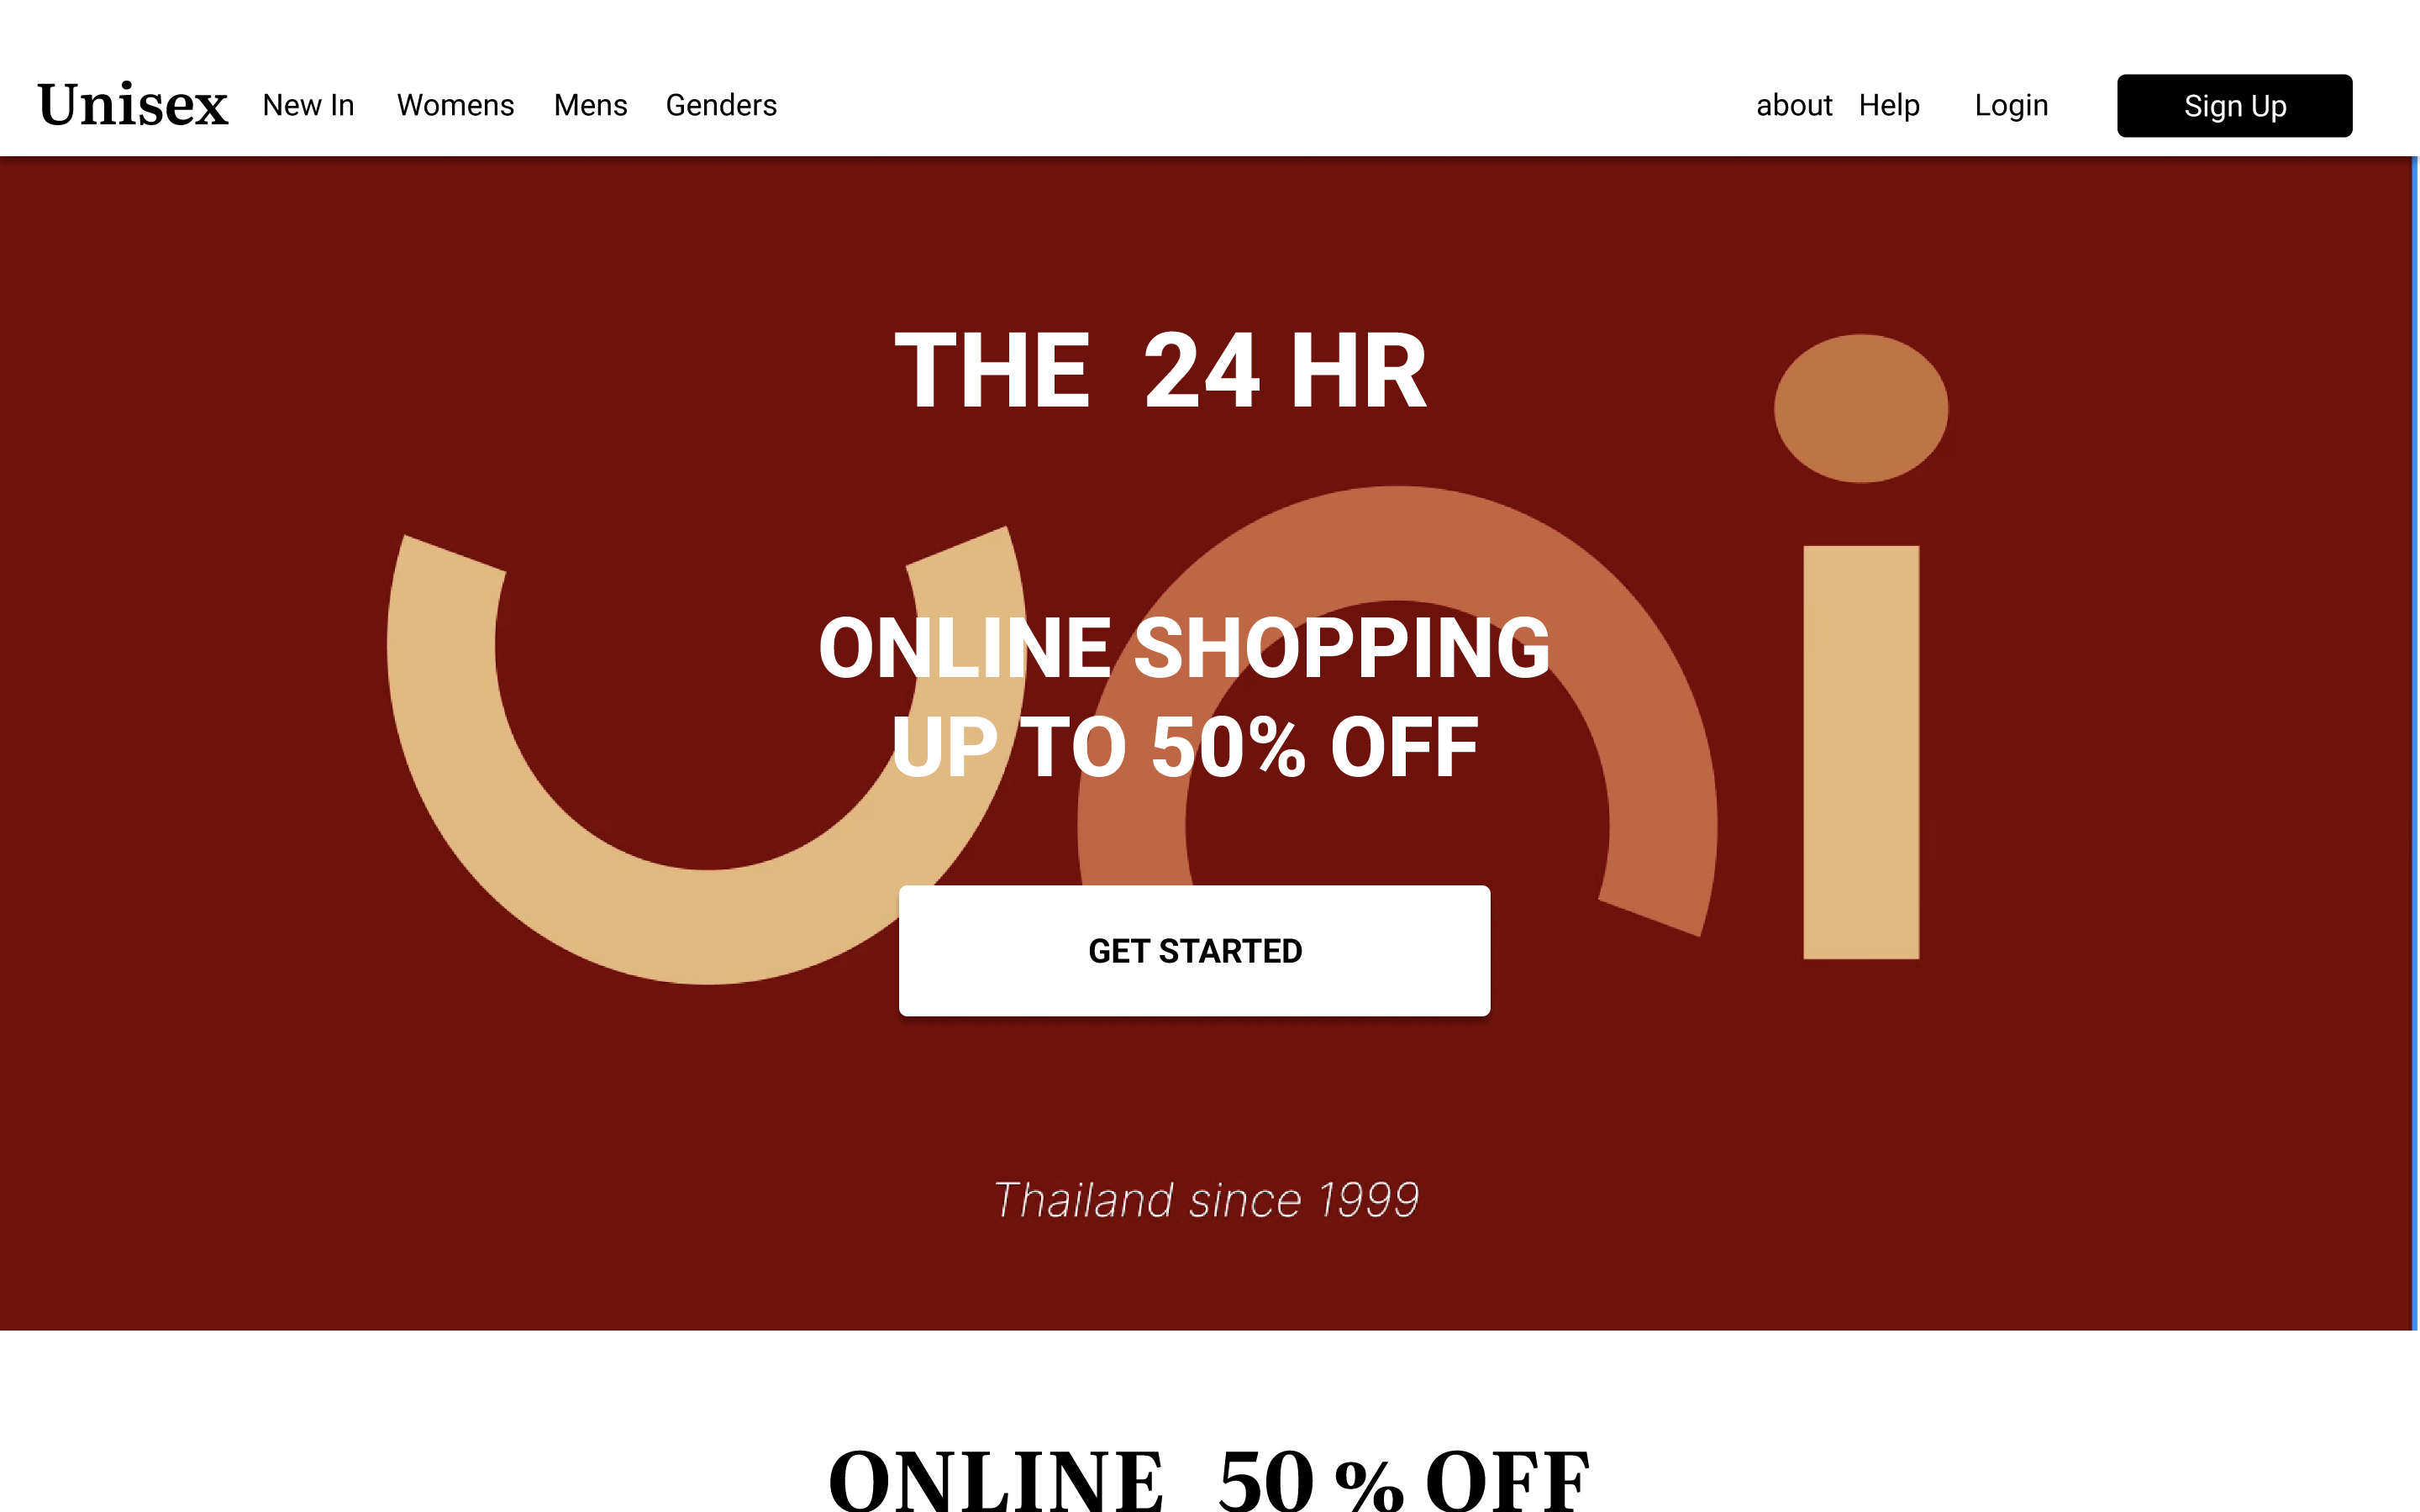 Unisex New In Womens Mens Genders about Help Login Sign Up
THE 24 HR
ONLINE SHOPPING
UP TO 50% OFF
GET STARTED
Thailand since 1999
ONLINE 50 % OFF